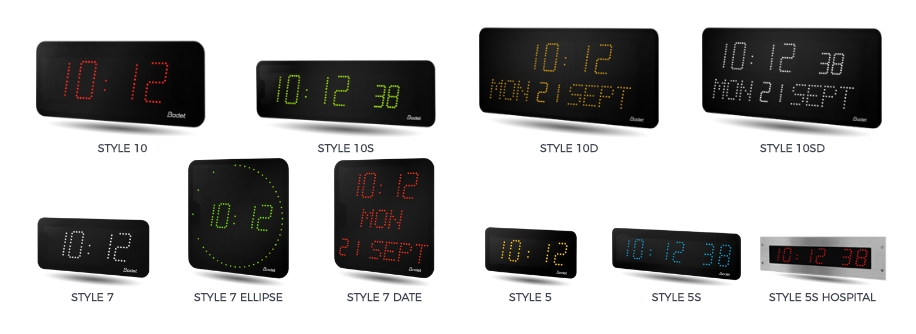 10:12
Bodet
STYLE 10
10:12 38
Bodet
STYLE 10S
10:12
MON 21 SEPT
Bodet
STYLE 10D
10:12 38
MON 21 SEPT
Bodet
STYLE 10SD
10:12
Bodet
STYLE 7
10:12
Bodet
STYLE 7 ELLIPSE
10:12
MON
21 SEPT
Bodet
STYLE 7 DATE
10:12
Bodet
STYLE 5
10:12 38
Bodet
STYLE 5S
10:12 38
STYLE 5S HOSPITAL